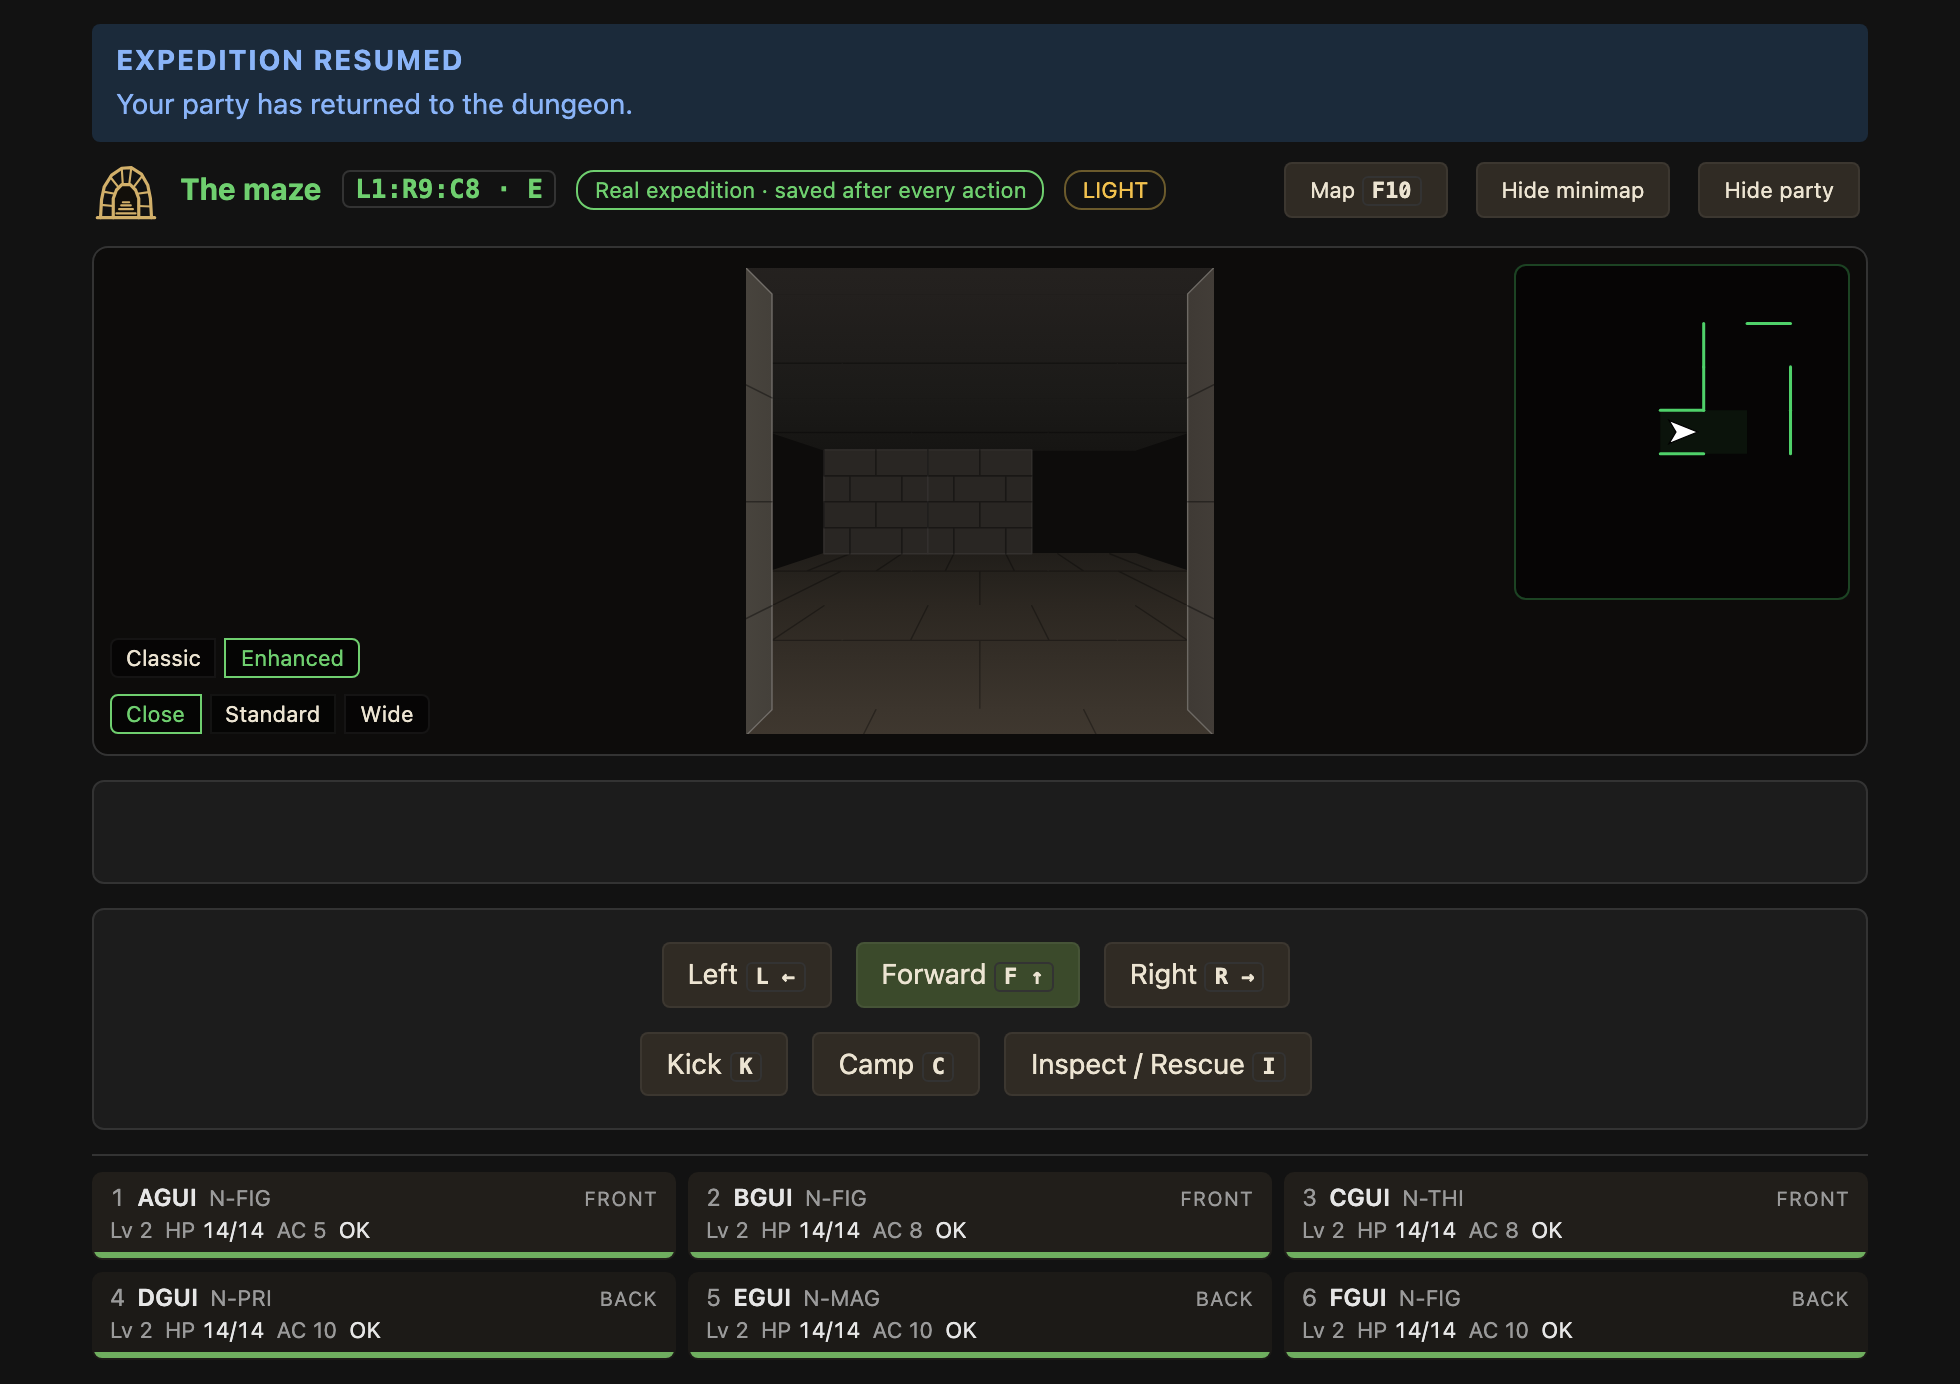 EXPEDITION RESUMED
Your party has returned to the dungeon.
The maze L1:R9:C8 · E Real expedition · saved after every action LIGHT Map F10 Hide minimap Hide party
Classic Enhanced
Close Standard Wide
Left L ← Forward F ↑ Right R →
Kick K Camp C Inspect / Rescue I
1 AGUI N-FIG FRONT
Lv 2 HP 14/14 AC 5 OK
2 BGUI N-FIG FRONT
Lv 2 HP 14/14 AC 8 OK
3 CGUI N-THI FRONT
Lv 2 HP 14/14 AC 8 OK
4 DGUI N-PRI BACK
Lv 2 HP 14/14 AC 10 OK
5 EGUI N-MAG BACK
Lv 2 HP 14/14 AC 10 OK
6 FGUI N-FIG BACK
Lv 2 HP 14/14 AC 10 OK